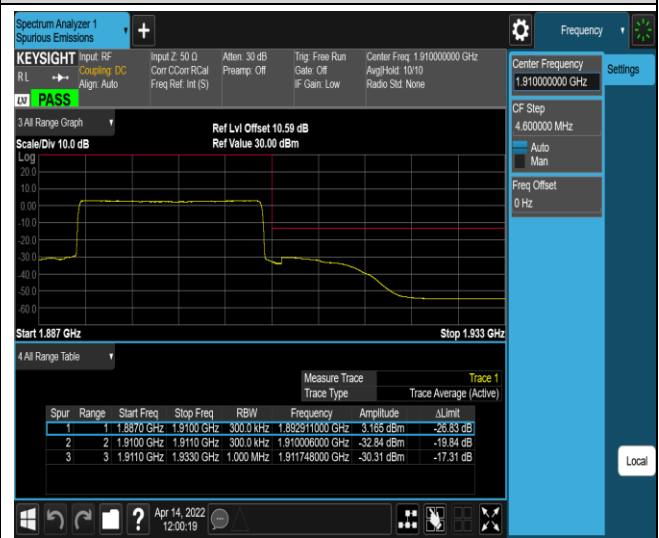 Spectrum Analyzer 1
Spurious Emissions
+
Frequency
KEYSIGHT
Input: RF
Coupling: DC
Align: Auto
Input Z: 50 Ω
Corr CCorr RCal
Freq Ref: Int (S)
Atten: 30 dB
Preamp: Off
Trig: Free Run
Gate: Off
IF Gain: Low
Center Freq: 1.910000000 GHz
Avg|Hold: 10/10
Radio Std: None
R L
LXI PASS
Center Frequency
1.910000000 GHz
Settings
CF Step
4.600000 MHz
Auto
Man
Freq Offset
0 Hz
3 All Range Graph
Ref Lvl Offset 10.59 dB
Scale/Div 10.0 dB
Ref Value 30.00 dBm
Log
20.0
10.0
0.00
-10.0
-20.0
-30.0
-40.0
-50.0
-60.0
Start 1.887 GHz
Stop 1.933 GHz
4 All Range Table
Measure Trace Trace 1
Trace Type Trace Average (Active)
Spur Range Start Freq Stop Freq RBW Frequency Amplitude ΔLimit
1 1 1.8870 GHz 1.9100 GHz 300.0 kHz 1.892911000 GHz 3.165 dBm -26.83 dB
2 2 1.9100 GHz 1.9110 GHz 300.0 kHz 1.910006000 GHz -32.84 dBm -19.84 dB
3 3 1.9110 GHz 1.9330 GHz 1.000 MHz 1.911748000 GHz -30.31 dBm -17.31 dB
Local
?
Apr 14, 2022
12:00:19